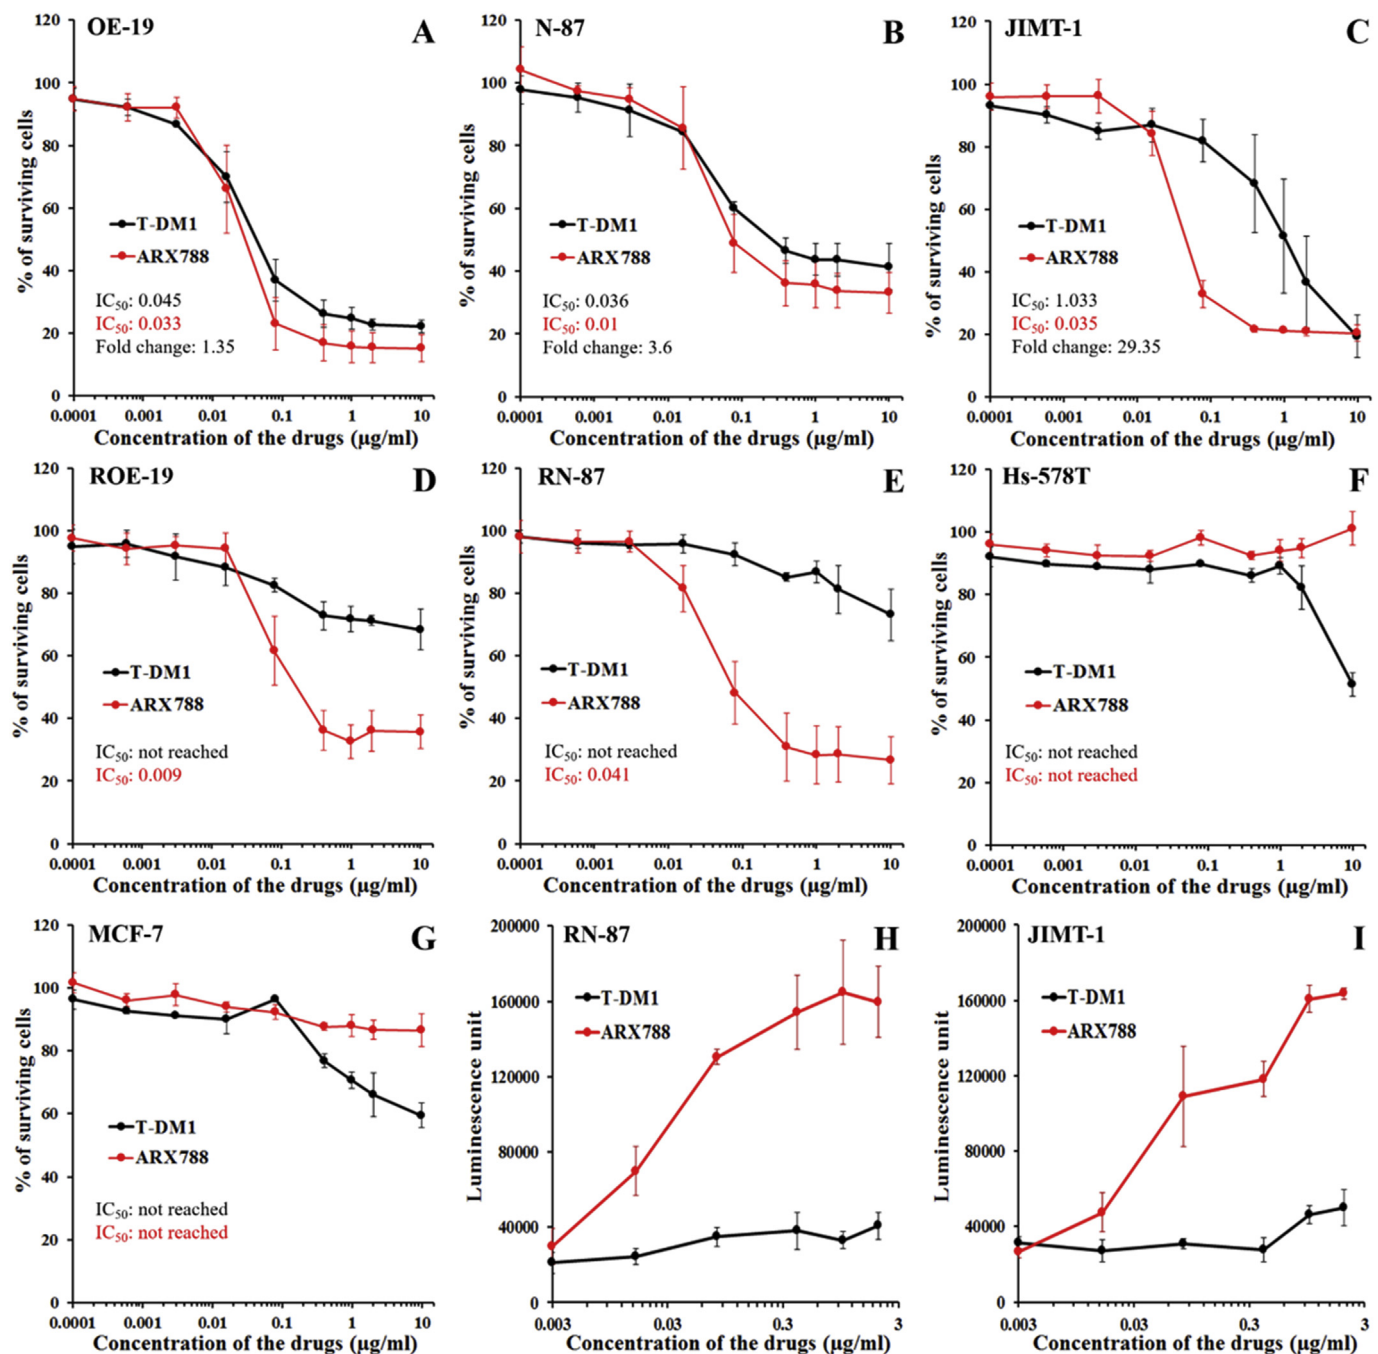 OE-19
A
120
100
80
60
40
20
0
% of surviving cells
T-DM1
ARX788
IC50: 0.045
IC50: 0.033
Fold change: 1.35
0.0001 0.001 0.01 0.1 1 10
Concentration of the drugs (µg/ml)
N-87
B
120
100
80
60
40
20
0
% of surviving cells
T-DM1
ARX788
IC50: 0.036
IC50: 0.01
Fold change: 3.6
0.0001 0.001 0.01 0.1 1 10
Concentration of the drugs (µg/ml)
JIMT-1
C
120
100
80
60
40
20
0
% of surviving cells
T-DM1
ARX788
IC50: 1.033
IC50: 0.035
Fold change: 29.35
0.0001 0.001 0.01 0.1 1 10
Concentration of the drugs (µg/ml)
ROE-19
D
120
100
80
60
40
20
0
% of surviving cells
T-DM1
ARX788
IC50: not reached
IC50: 0.009
0.0001 0.001 0.01 0.1 1 10
Concentration of the drugs (µg/ml)
RN-87
E
120
100
80
60
40
20
0
% of surviving cells
T-DM1
ARX788
IC50: not reached
IC50: 0.041
0.0001 0.001 0.01 0.1 1 10
Concentration of the drugs (µg/ml)
Hs-578T
F
120
100
80
60
40
20
0
% of surviving cells
T-DM1
ARX788
IC50: not reached
IC50: not reached
0.0001 0.001 0.01 0.1 1 10
Concentration of the drugs (µg/ml)
MCF-7
G
120
100
80
60
40
20
0
% of surviving cells
T-DM1
ARX788
IC50: not reached
IC50: not reached
0.0001 0.001 0.01 0.1 1 10
Concentration of the drugs (µg/ml)
RN-87
H
200000
160000
120000
80000
40000
0
Luminescence unit
T-DM1
ARX788
0.003 0.03 0.3 3
Concentration of the drugs (µg/ml)
JIMT-1
I
200000
160000
120000
80000
40000
0
Luminescence unit
T-DM1
ARX788
0.003 0.03 0.3 3
Concentration of the drugs (µg/ml)